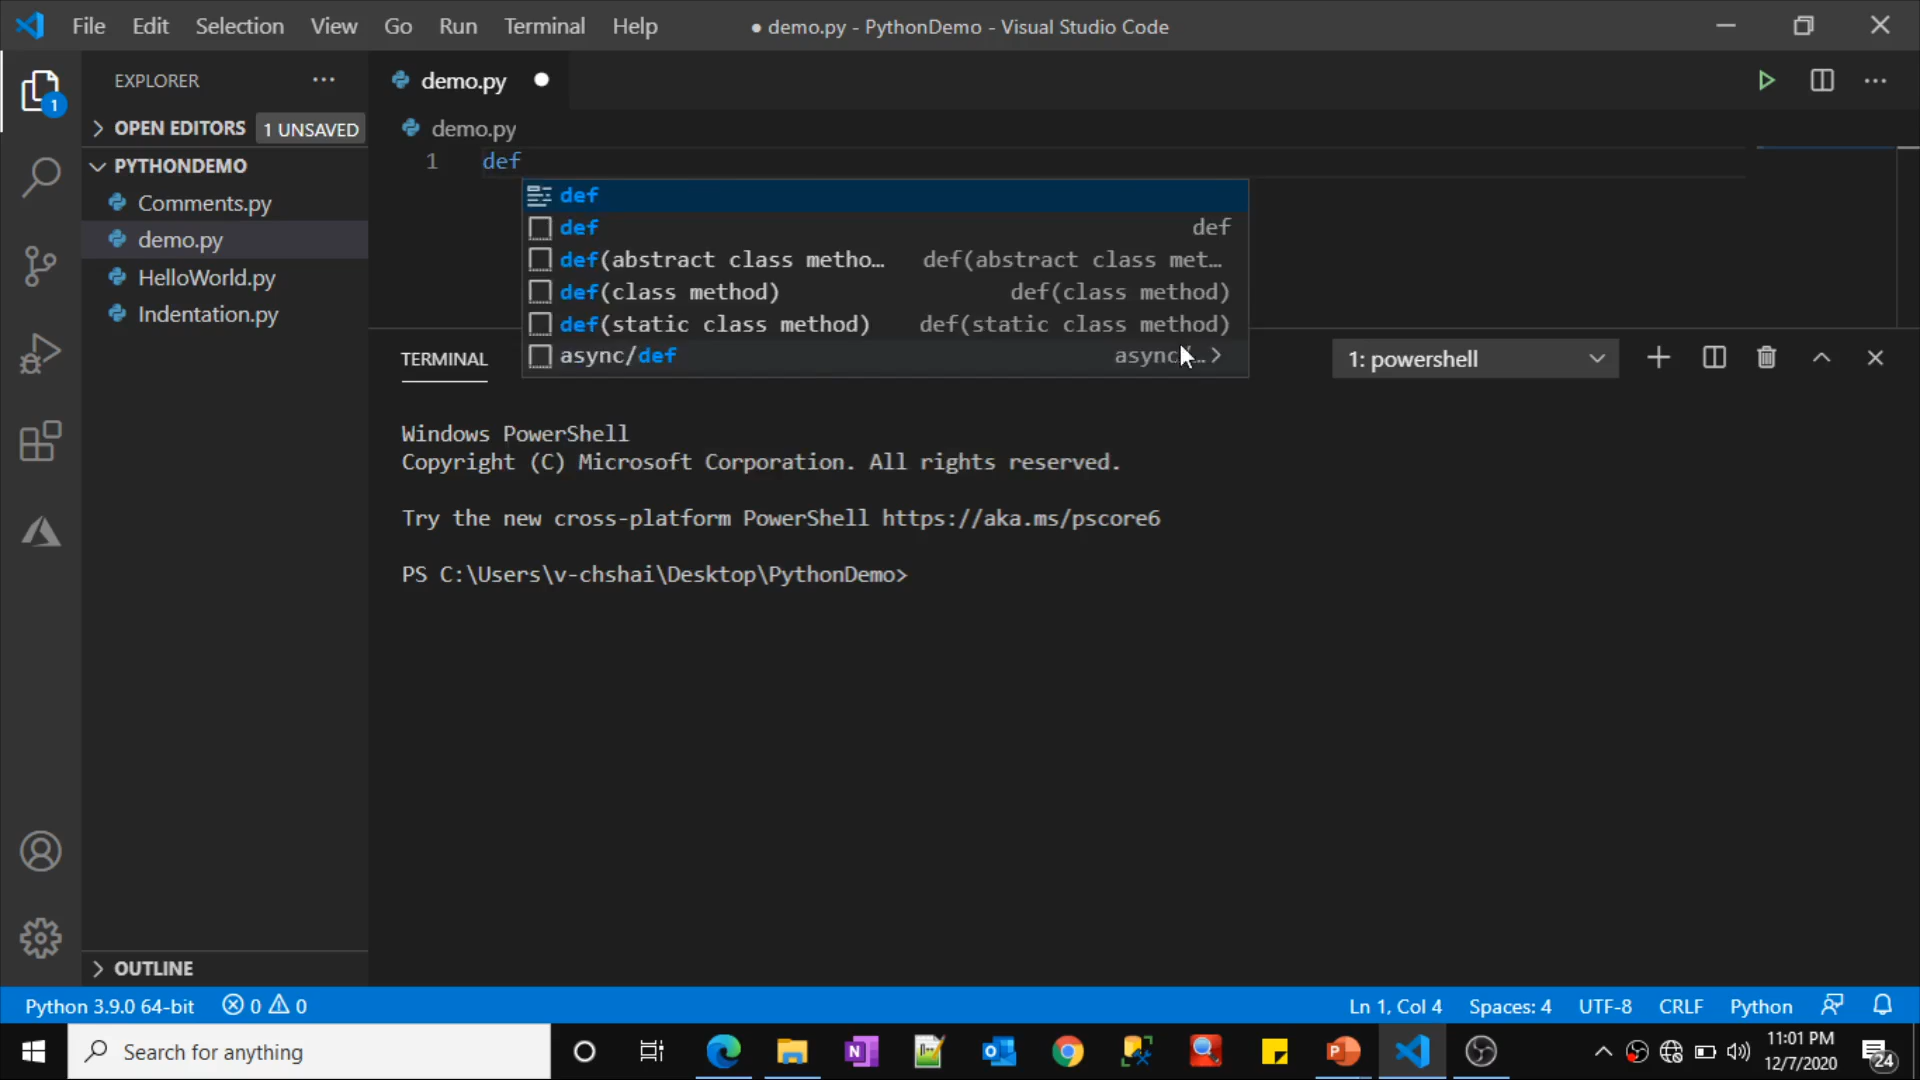 File Edit Selection View Go Run Terminal Help ● demo.py - PythonDemo - Visual Studio Code
EXPLORER
demo.py
OPEN EDITORS 1 UNSAVED
demo.py
PYTHONDEMO
1 def
Comments.py
demo.py
HelloWorld.py
Indentation.py
def
def def
def(abstract class metho… def(abstract class met…
def(class method) def(class method)
def(static class method) def(static class method)
async/def async/…
TERMINAL 1: powershell
Windows PowerShell
Copyright (C) Microsoft Corporation. All rights reserved.
Try the new cross-platform PowerShell https://aka.ms/pscore6
PS C:\Users\v-chshai\Desktop\PythonDemo>
1
OUTLINE
Python 3.9.0 64-bit 0 0 Ln 1, Col 4 Spaces: 4 UTF-8 CRLF Python
Search for anything
11:01 PM
12/7/2020
24